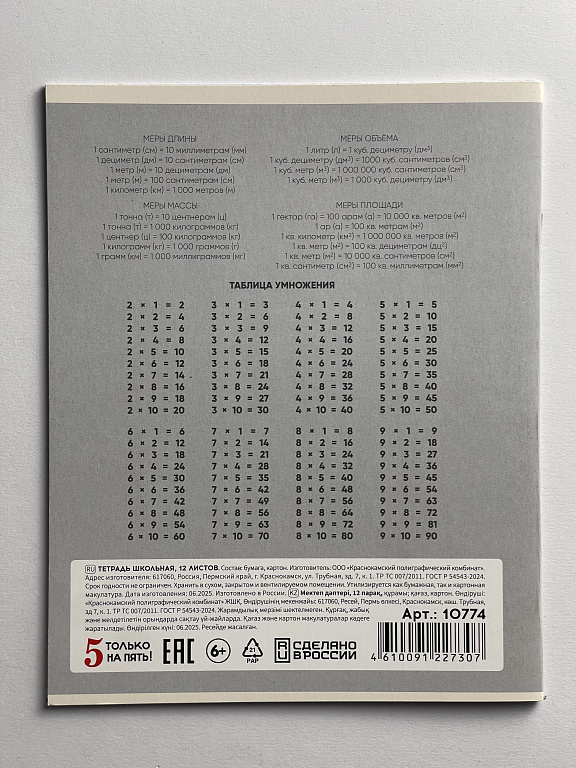 МЕРЫ ДЛИНЫ
1 сантиметр (см) = 10 миллиметрам (мм)
1 дециметр (дм) = 10 сантиметрам (см)
1 метр (м) = 10 дециметрам (дм)
1 метр (м) = 100 сантиметрам (см)
1 километр (км) = 1 000 метров (м)
МЕРЫ ОБЪЁМА
1 литр (л) = 1 куб. дециметру (дм³)
1 куб. дециметру (дм³) = 1000 куб. сантиметров (см³)
1 куб. метр (м³) = 1 000 000 куб. сантиметров (см³)
1 куб. метр (м³) = 1 000 куб. дециметру (дм³)
МЕРЫ МАССЫ
1 тонна (т) = 10 центнерам (ц)
1 тонна (т) = 1 000 килограммов (кг)
1 центнер (ц) = 100 килограммов (кг)
1 килограмм (кг) = 1 000 граммов (г)
1 грамм (км) = 1 000 миллиграммов (мг)
МЕРЫ ПЛОЩАДИ
1 гектар (га) = 100 арам (а) = 10 000 кв. метров (м²)
1 ар (а) = 100 кв. метрам (м²)
1 кв. километр (км²) = 1 000 000 кв. метров (м²)
1 кв. метр (м²) = 100 кв. дециметрам (дц²)
1 кв. метр (м²) = 10 000 кв. сантиметров (см²)
1 кв. сантиметр (см²) = 100 кв. миллиметрам (мм²)
ТАБЛИЦА УМНОЖЕНИЯ
2 × 1 = 2 3 × 1 = 3 4 × 1 = 4 5 × 1 = 5
2 × 2 = 4 3 × 2 = 6 4 × 2 = 8 5 × 2 = 10
2 × 3 = 6 3 × 3 = 9 4 × 3 = 12 5 × 3 = 15
2 × 4 = 8 3 × 4 = 12 4 × 4 = 16 5 × 4 = 20
2 × 5 = 10 3 × 5 = 15 4 × 5 = 20 5 × 5 = 25
2 × 6 = 12 3 × 6 = 18 4 × 6 = 24 5 × 6 = 30
2 × 7 = 14 3 × 7 = 21 4 × 7 = 28 5 × 7 = 35
2 × 8 = 16 3 × 8 = 24 4 × 8 = 32 5 × 8 = 40
2 × 9 = 18 3 × 9 = 27 4 × 9 = 36 5 × 9 = 45
2 × 10 = 20 3 × 10 = 30 4 × 10 = 40 5 × 10 = 50
6 × 1 = 6 7 × 1 = 7 8 × 1 = 8 9 × 1 = 9
6 × 2 = 12 7 × 2 = 14 8 × 2 = 16 9 × 2 = 18
6 × 3 = 18 7 × 3 = 21 8 × 3 = 24 9 × 3 = 27
6 × 4 = 24 7 × 4 = 28 8 × 4 = 32 9 × 4 = 36
6 × 5 = 30 7 × 5 = 35 8 × 5 = 40 9 × 5 = 45
6 × 6 = 36 7 × 6 = 42 8 × 6 = 48 9 × 6 = 54
6 × 7 = 42 7 × 7 = 49 8 × 7 = 56 9 × 7 = 63
6 × 8 = 48 7 × 8 = 56 8 × 8 = 64 9 × 8 = 72
6 × 9 = 54 7 × 9 = 63 8 × 9 = 72 9 × 9 = 81
6 × 10 = 60 7 × 10 = 70 8 × 10 = 80 9 × 10 = 90
RU ТЕТРАДЬ ШКОЛЬНАЯ, 12 ЛИСТОВ. Состав: бумага, картон. Изготовитель: ООО «Краснокамский полиграфический комбинат».
Адрес изготовителя: 617060, Россия, Пермский край, г. Краснокамск, ул. Трубная, зд. 7, к. 1. ТР ТС 007/2011. ГОСТ Р 54543-2024.
Срок годности не ограничен. Хранить в сухом, закрытом и вентилируемом помещении. Утилизируется как бумажная, так и картонная
макулатура. Дата изготовления: 06.2025. Изготовлено в России. KZ Мектеп дәптері, 12 парақ, құрамы: қағаз, картон. Өндіруші:
«Краснокамский полиграфический комбинат» ЖШҚ, Өндірушінің мекенжайы: 617060, Ресей, Пермь өлкесі, Краснокамск, көш. Трубная,
зд 7, к. 1. ТР ТС 007/2011. ГОСТ Р 54543-2024. Жарамдылық мерзімі шектелмеген. Құрғақ, жабық
және желдетілетін орындарда сақтау үй-жайларда. Қағаз және картон макулатуралар кәдеге
жаратылады. Өндірілген күні: 06.2025. Ресейде жасалған.
Арт.: 10774
5 ТОЛЬКО
НА ПЯТЬ!
EAC
6+
21
PAP
RU
СДЕЛАНО
В РОССИИ
4 610091 227307